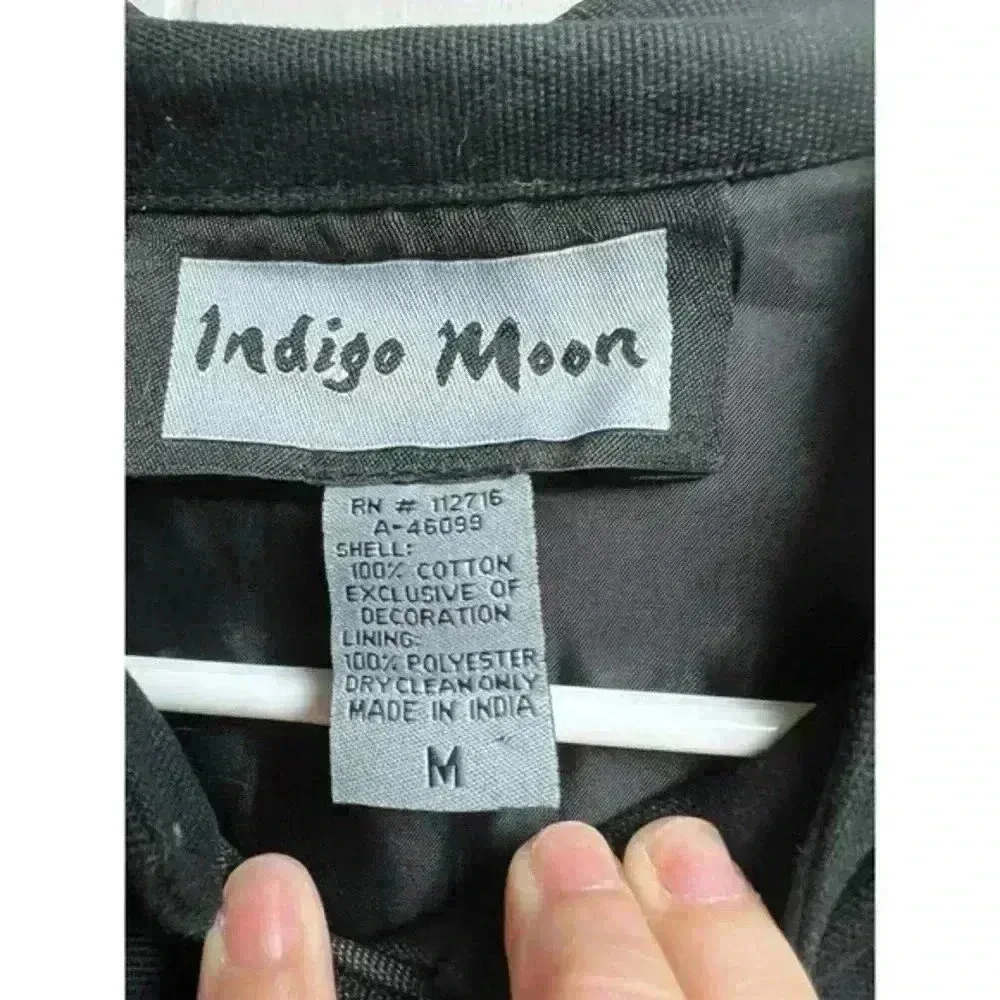 Indigo Moon
RN # 112716
A-46099
SHELL:
100% COTTON
EXCLUSIVE OF
DECORATION
LINING:
100% POLYESTER
DRY CLEAN ONLY
MADE IN INDIA
M